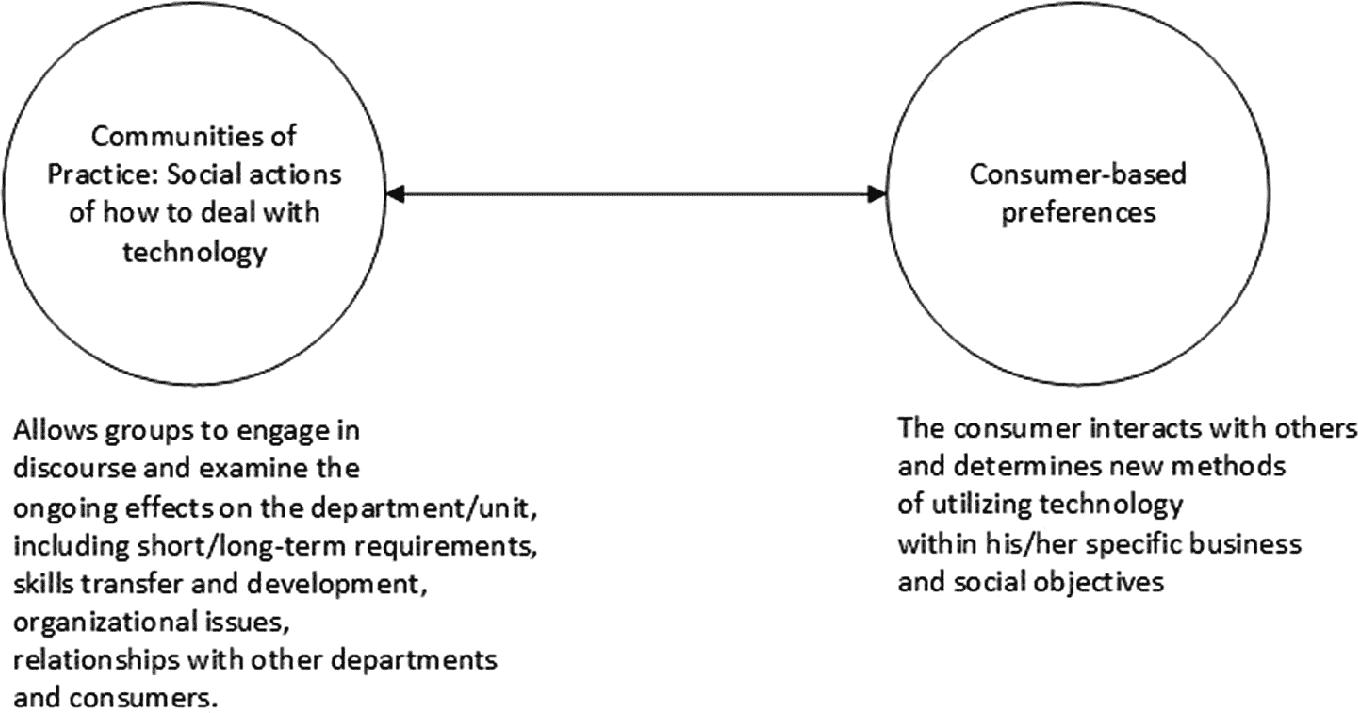 Communities of
Practice: Social actions
of how to deal with
technology
Consumer-based
preferences
Allows groups to engage in
discourse and examine the
ongoing effects on the department/unit,
including short/long-term requirements,
skills transfer and development,
organizational issues,
relationships with other departments
and consumers.
The consumer interacts with others
and determines new methods
of utilizing technology
within his/her specific business
and social objectives